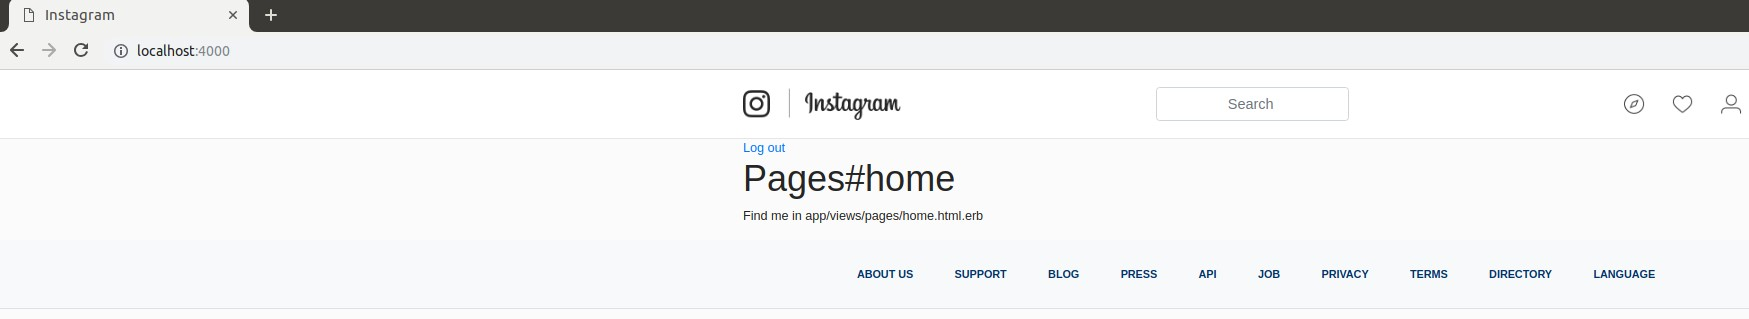 Instagram
localhost:4000
Instagram Search
Log out
Pages#home
Find me in app/views/pages/home.html.erb
ABOUT US SUPPORT BLOG PRESS API JOB PRIVACY TERMS DIRECTORY LANGUAGE